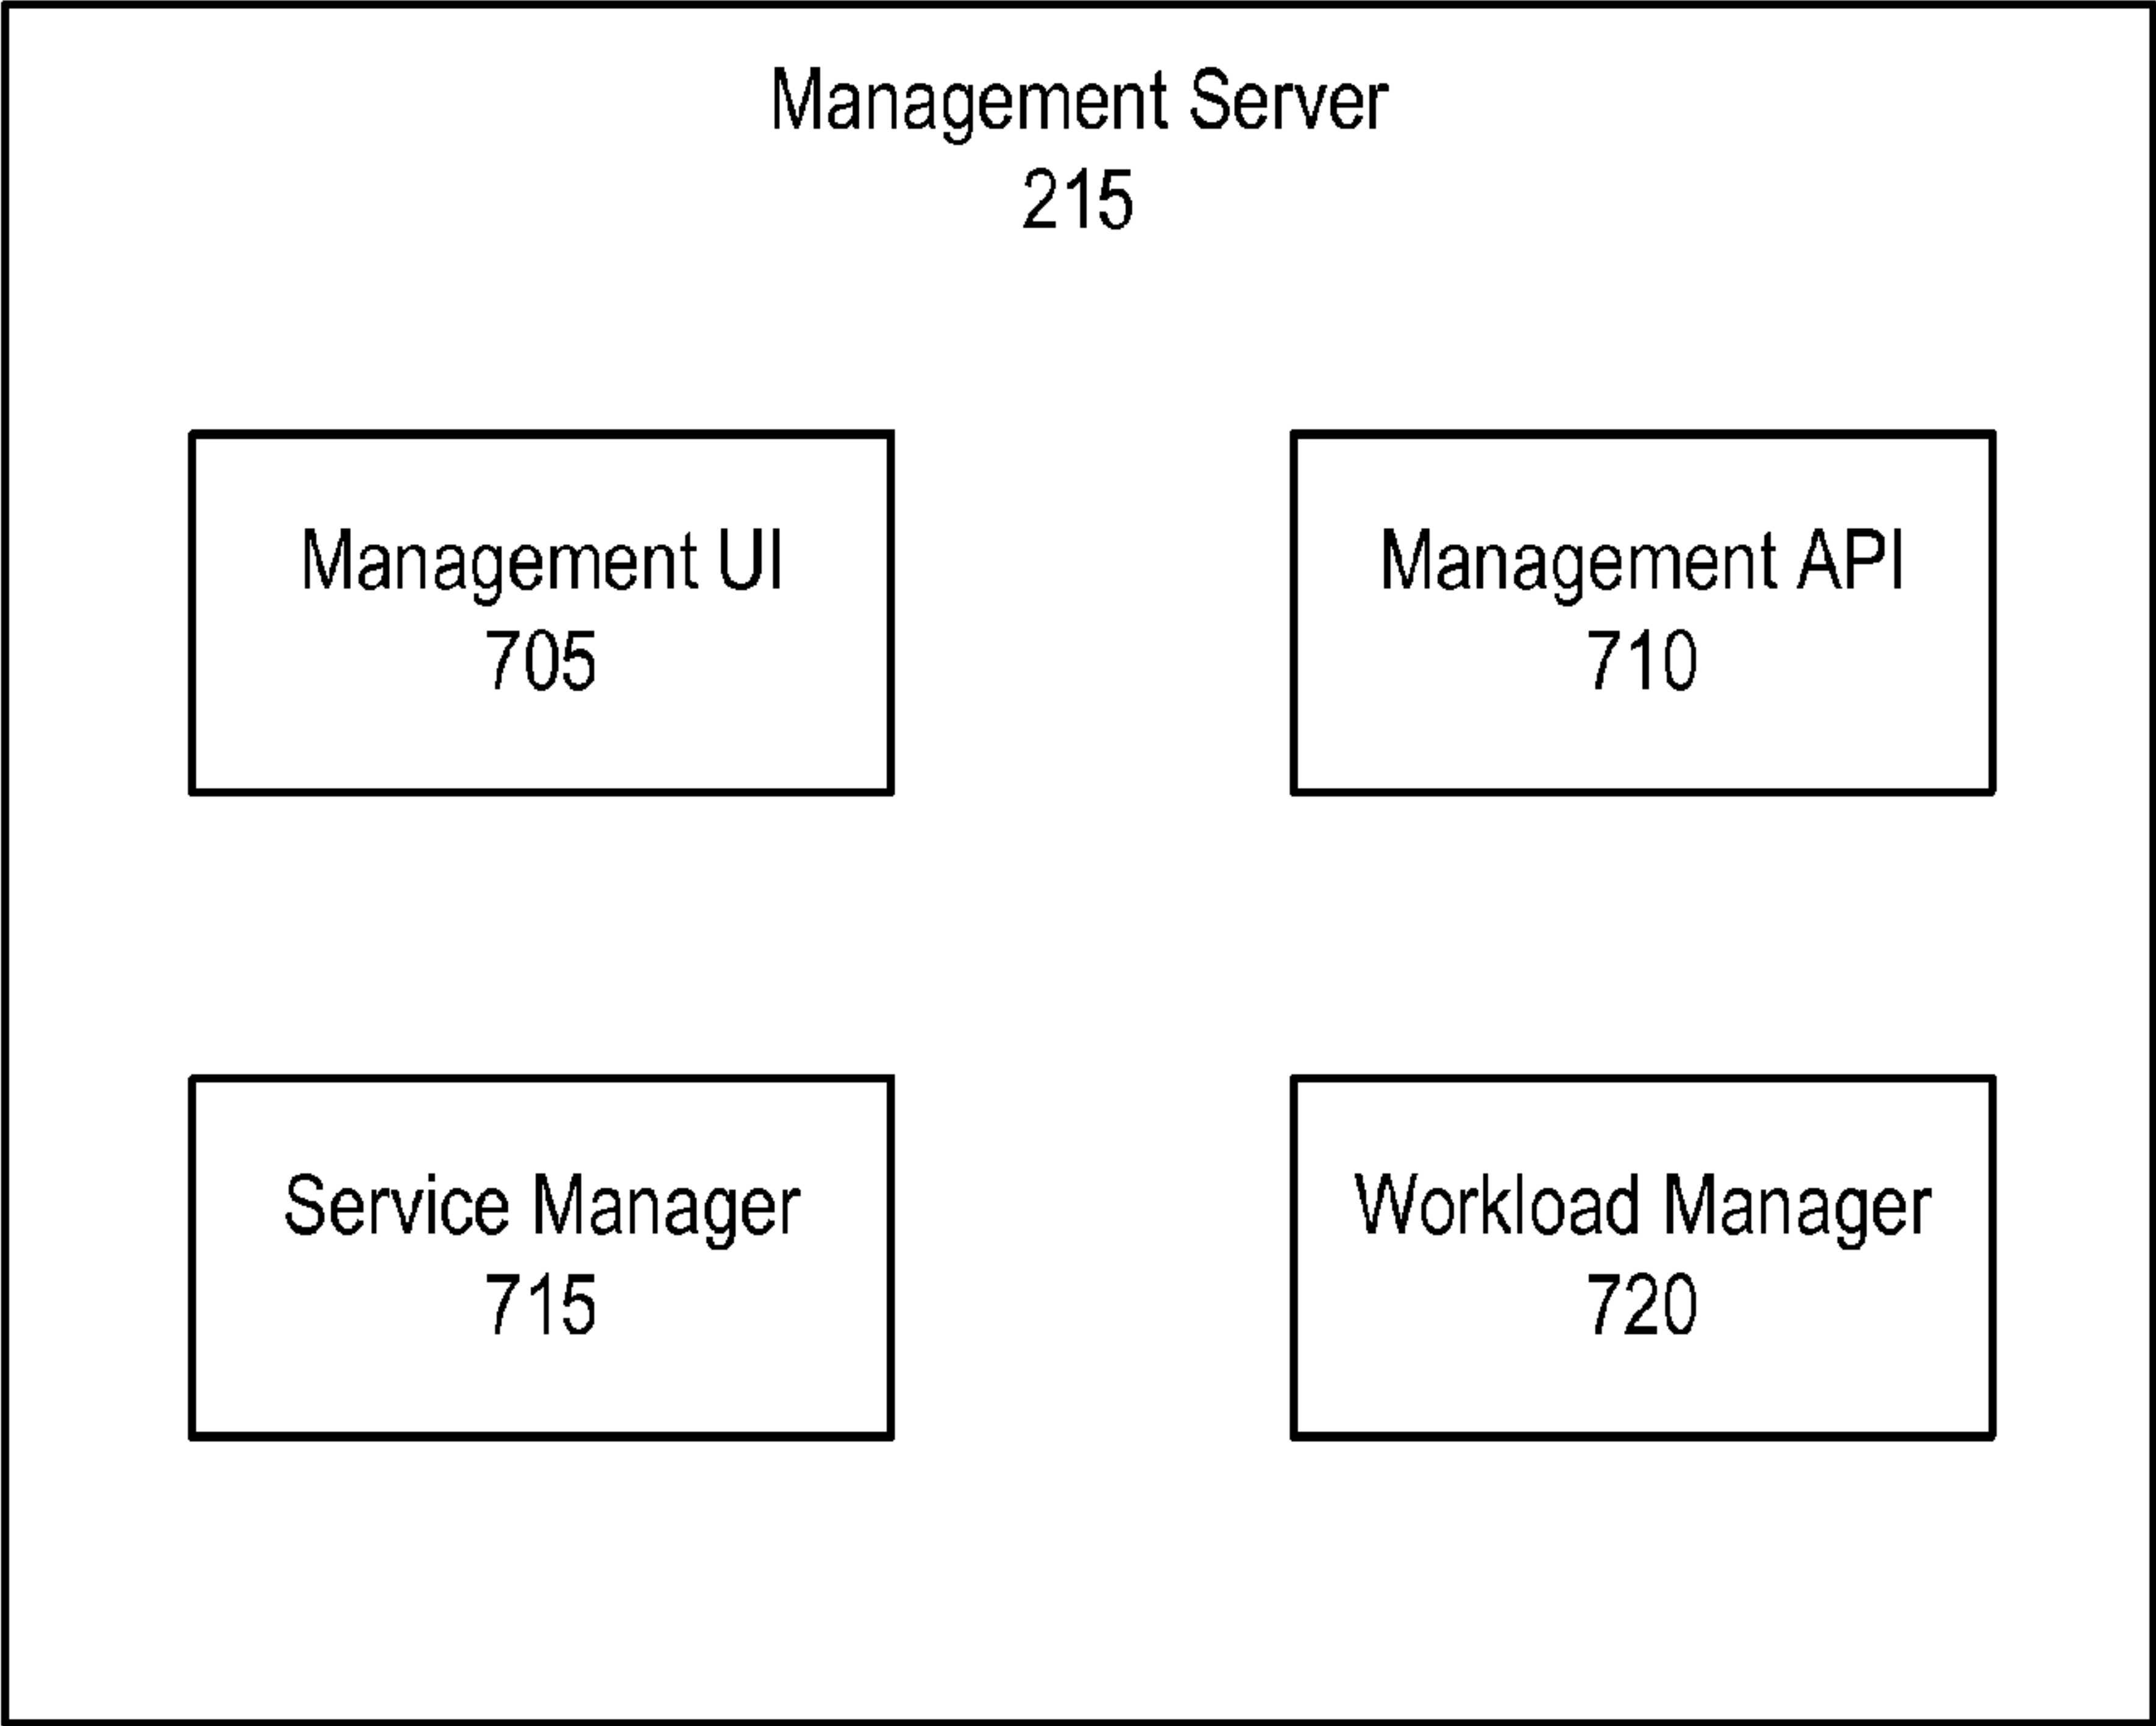 Management Server
215
Management UI
705
Management API
710
Service Manager
715
Workload Manager
720